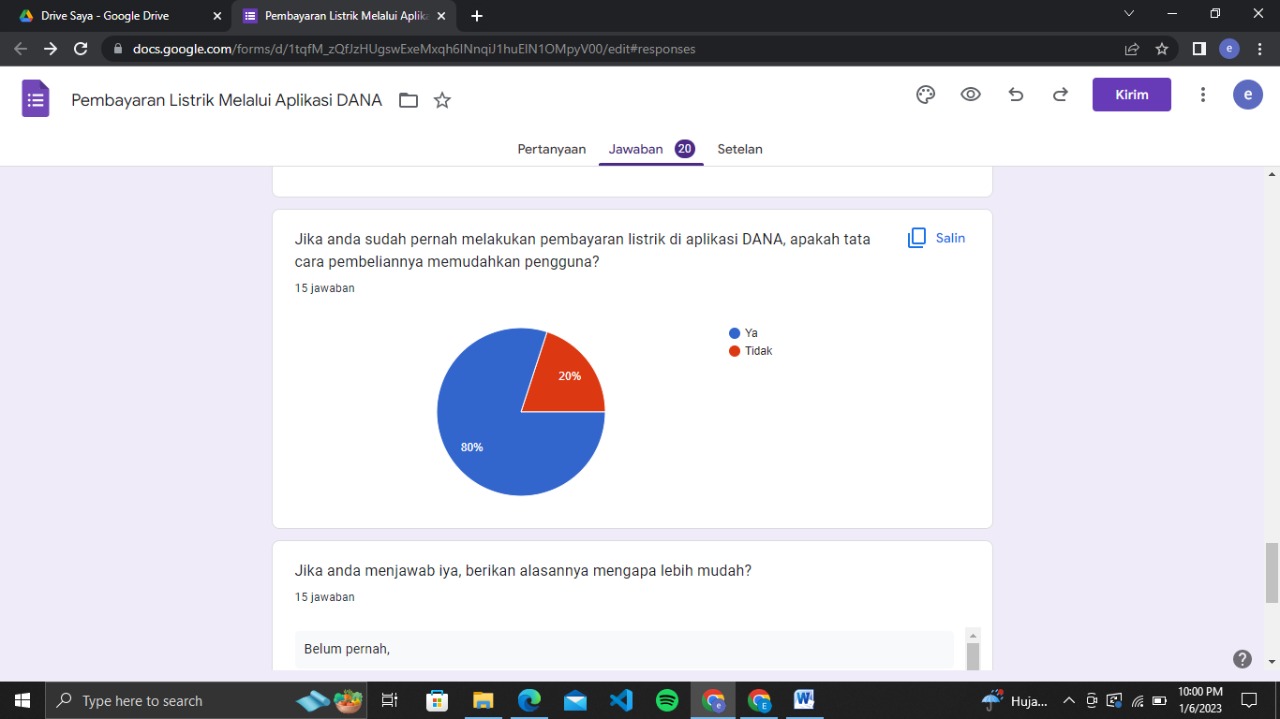 Drive Saya - Google Drive
Pembayaran Listrik Melalui Aplika
docs.google.com/forms/d/1tqfM_zQfJzHUgswExeMxqh6INnqiJ1huElN1OMpyV00/edit#responses
e
Pembayaran Listrik Melalui Aplikasi DANA
Kirim
e
Pertanyaan
Jawaban 20
Setelan
Jika anda sudah pernah melakukan pembayaran listrik di aplikasi DANA, apakah tata
cara pembeliannya memudahkan pengguna?
Salin
15 jawaban
Ya
Tidak
20%
80%
Jika anda menjawab iya, berikan alasannya mengapa lebih mudah?
15 jawaban
Belum pernah,
Type here to search
Huja...
10:00 PM
1/6/2023